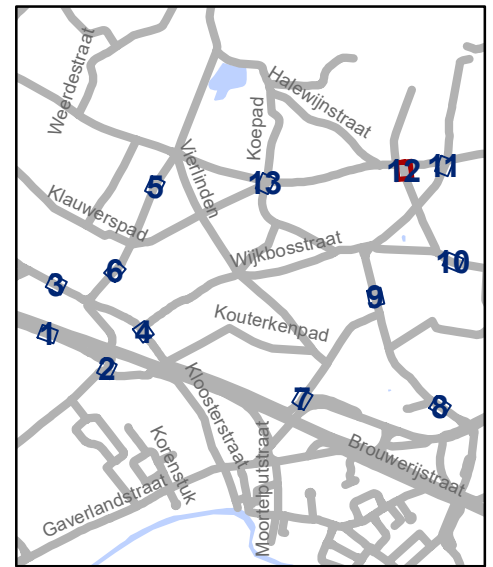 Weerdestraat
Halewijnstraat
Koepad
Vierlinden
12
11
13
5
Klauwerspad
Wijkbosstraat
10
6
3
9
Kouterkenpad
1
4
2
Kloosterstraat
7
8
Korenstuk
Moortelputstraat
Brouwerijstraat
Gaverlandstraat